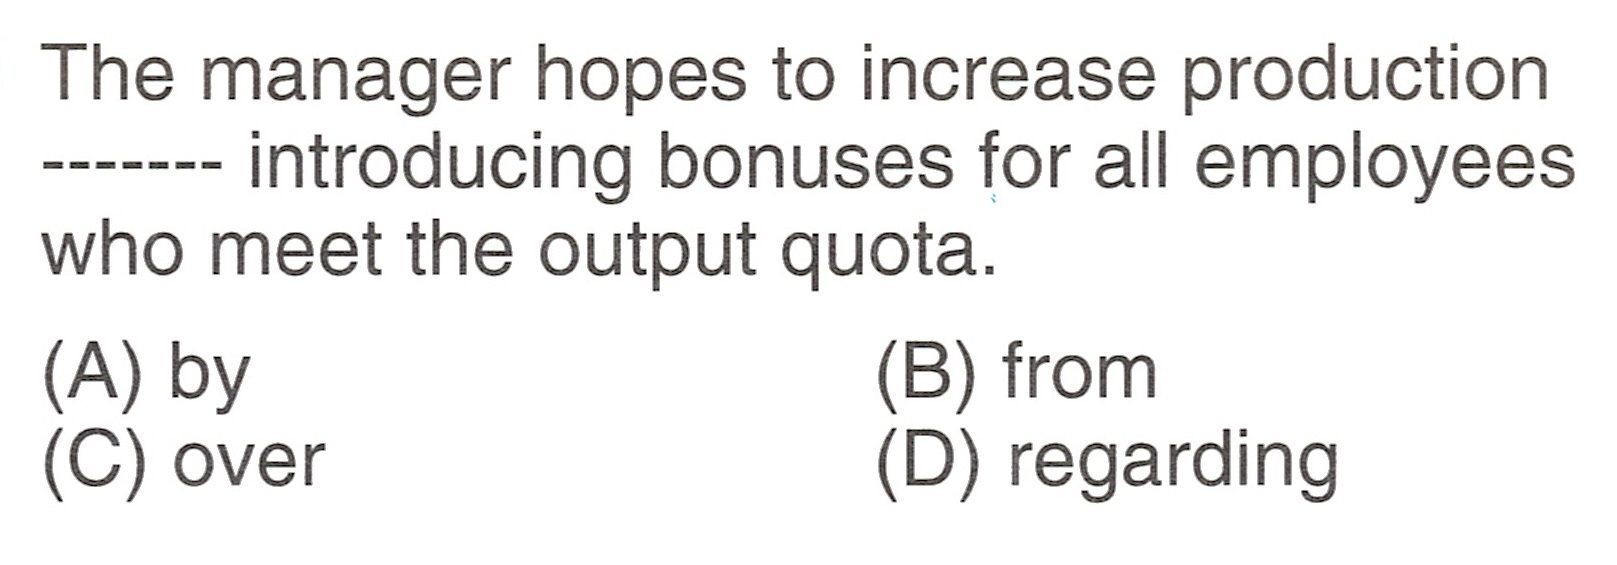 The manager hopes to increase production
------- introducing bonuses for all employees
who meet the output quota.
(A) by (B) from
(C) over (D) regarding